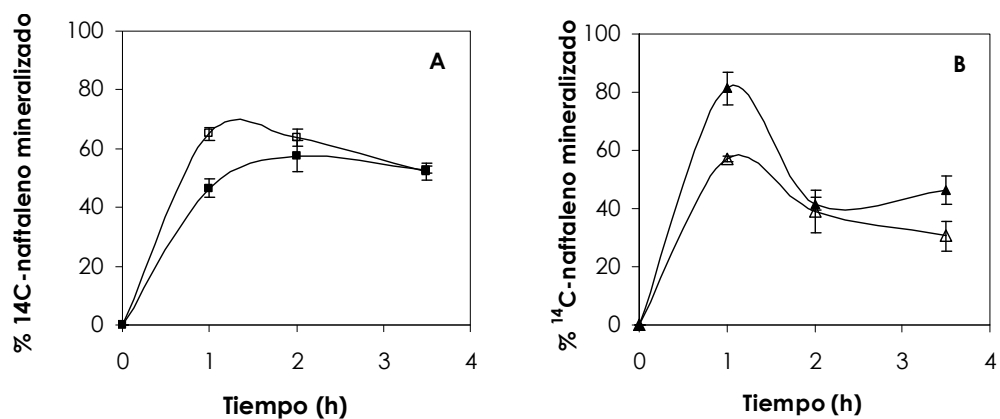 % 14C-naftaleno mineralizado
100
80
60
40
20
0
A
0 1 2 3 4
Tiempo (h)
% ¹⁴C-naftaleno mineralizado
100
80
60
40
20
0
B
0 1 2 3 4
Tiempo (h)